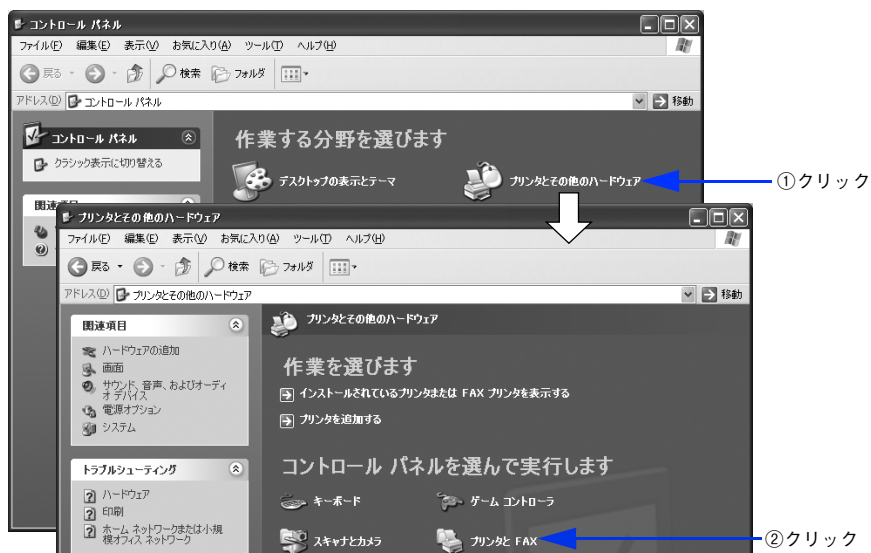 コントロール パネル
ファイル(F) 編集(E) 表示(V) お気に入り(A) ツール(T) ヘルプ(H)
戻る 検索 フォルダ
アドレス(D) コントロール パネル 移動
コントロール パネル
クラシック表示に切り替える
作業する分野を選びます
デスクトップの表示とテーマ
プリンタとその他のハードウェア
①クリック
プリンタとその他のハードウェア
ファイル(F) 編集(E) 表示(V) お気に入り(A) ツール(T) ヘルプ(H)
戻る 検索 フォルダ
アドレス(D) プリンタとその他のハードウェア 移動
関連項目
ハードウェアの追加
画面
サウンド、音声、およびオーディ
オ デバイス
電源オプション
システム
トラブルシューティング
ハードウェア
印刷
ホーム ネットワークまたは小規
模オフィス ネットワーク
プリンタとその他のハードウェア
作業を選びます
インストールされているプリンタまたは FAX プリンタを表示する
プリンタを追加する
コントロール パネルを選んで実行します
キーボード
ゲーム コントローラ
スキャナとカメラ
プリンタと FAX
②クリック